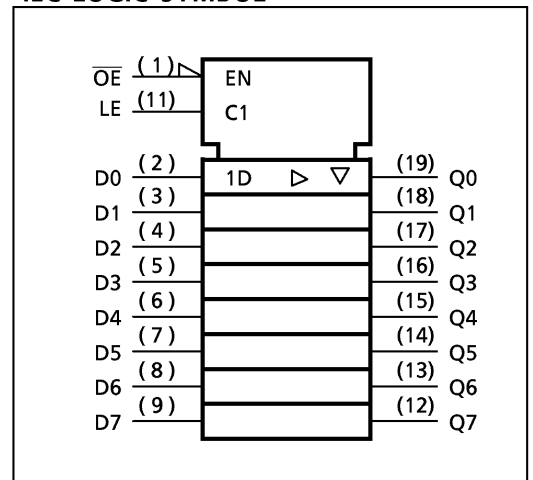 IEC LOGIC SYMBOL
OE (1) EN
LE (11) C1
D0 (2) 1D (19) Q0
D1 (3) (18) Q1
D2 (4) (17) Q2
D3 (5) (16) Q3
D4 (6) (15) Q4
D5 (7) (14) Q5
D6 (8) (13) Q6
D7 (9) (12) Q7